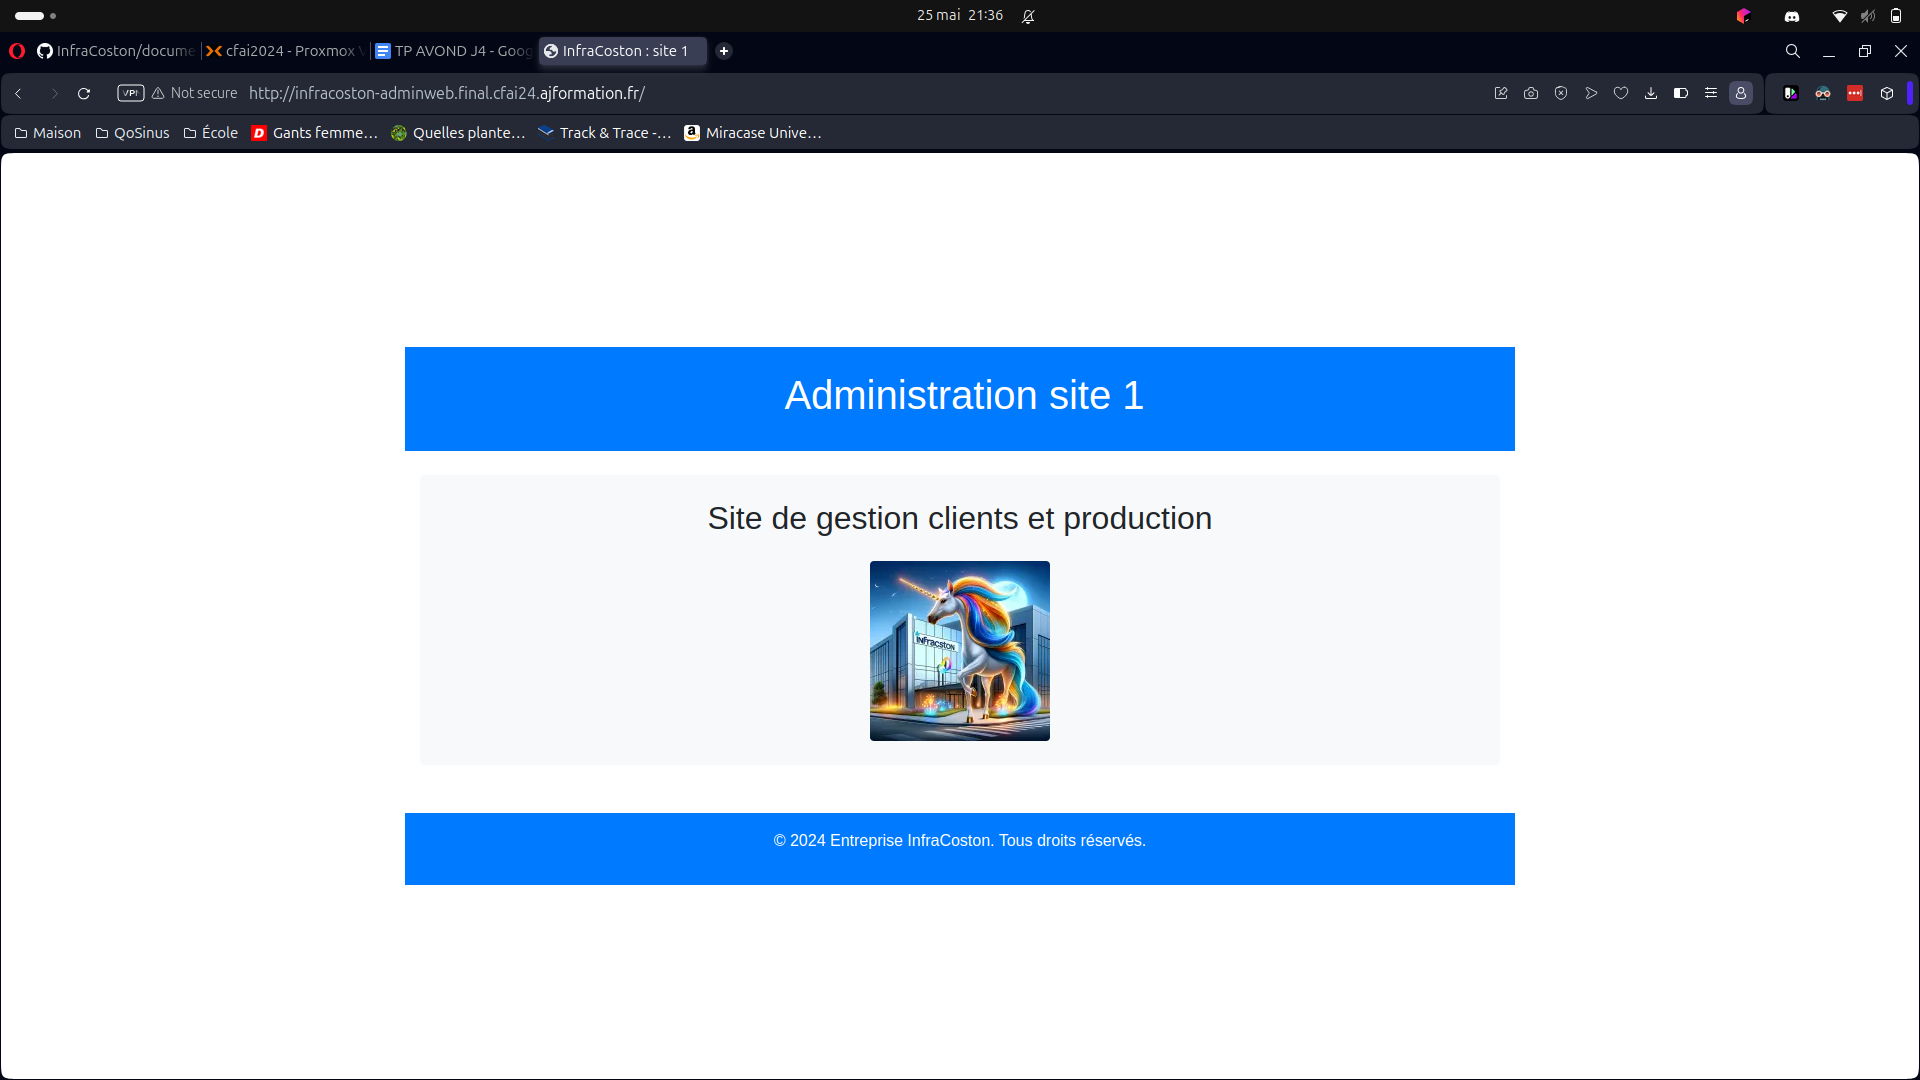 25 mai 21:36
InfraCoston/docume
cfai2024 - Proxmox V
TP AVOND J4 - Goog
InfraCoston : site 1
VPN
Not secure
http://infracoston-adminweb.final.cfai24.ajformation.fr/
Maison
QoSinus
École
Gants femme...
Quelles plante...
Track & Trace -...
Miracase Unive...
Administration site 1
Site de gestion clients et production
iNFracsToN
© 2024 Entreprise InfraCoston. Tous droits réservés.